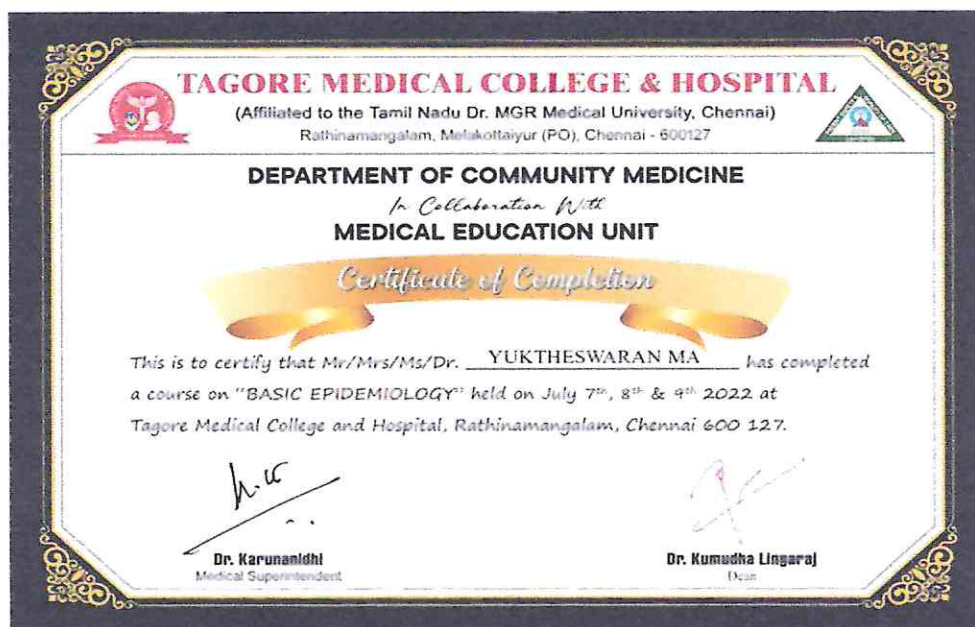 TAGORE MEDICAL COLLEGE & HOSPITAL
(Affiliated to the Tamil Nadu Dr. MGR Medical University, Chennai)
Rathinamangalam, Melakottaiyur (PO), Chennai - 600127
DEPARTMENT OF COMMUNITY MEDICINE
In Collaboration With
MEDICAL EDUCATION UNIT
Certificate of Completion
This is to certify that Mr/Mrs/Ms/Dr. YUKTHESWARAN MA has completed
a course on "BASIC EPIDEMIOLOGY" held on July 7th, 8th & 9th 2022 at
Tagore Medical College and Hospital, Rathinamangalam, Chennai 600 127.
Dr. Karunanidhi
Medical Superintendent
Dr. Kumudha Lingaraj
Dean